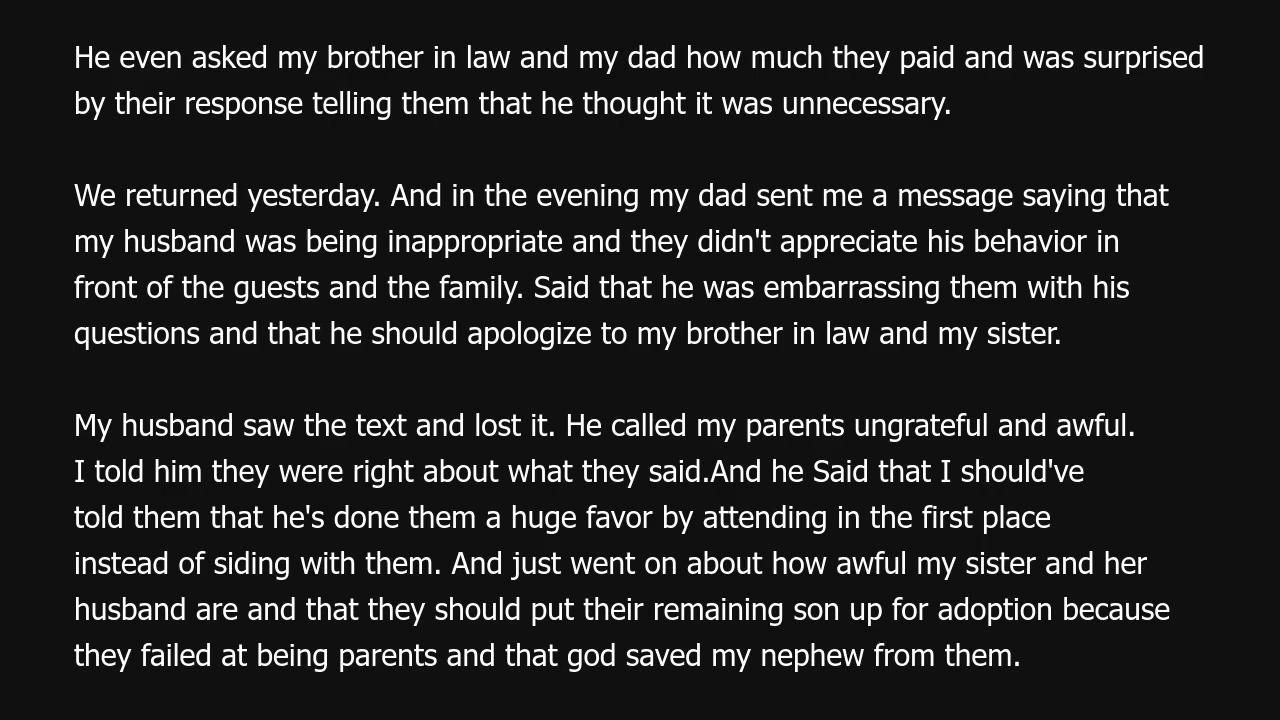 He even asked my brother in law and my dad how much they paid and was surprised
by their response telling them that he thought it was unnecessary.
We returned yesterday. And in the evening my dad sent me a message saying that
my husband was being inappropriate and they didn't appreciate his behavior in
front of the guests and the family. Said that he was embarrassing them with his
questions and that he should apologize to my brother in law and my sister.
My husband saw the text and lost it. He called my parents ungrateful and awful.
I told him they were right about what they said.And he Said that I should've
told them that he's done them a huge favor by attending in the first place
instead of siding with them. And just went on about how awful my sister and her
husband are and that they should put their remaining son up for adoption because
they failed at being parents and that god saved my nephew from them.